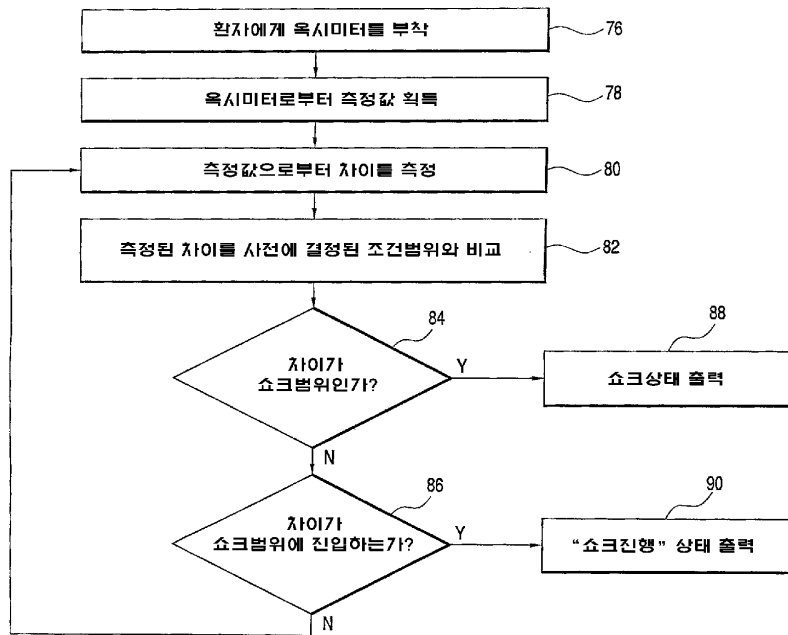 환자에게 옥시미터를 부착
76
옥시미터로부터 측정값 획득
78
측정값으로부터 차이를 측정
80
측정된 차이를 사전에 결정된 조건범위와 비교
82
84
차이가
쇼크범위인가?
Y
88
쇼크상태 출력
N
86
차이가
쇼크범위에 진입하는가?
Y
90
“쇼크진행” 상태 출력
N